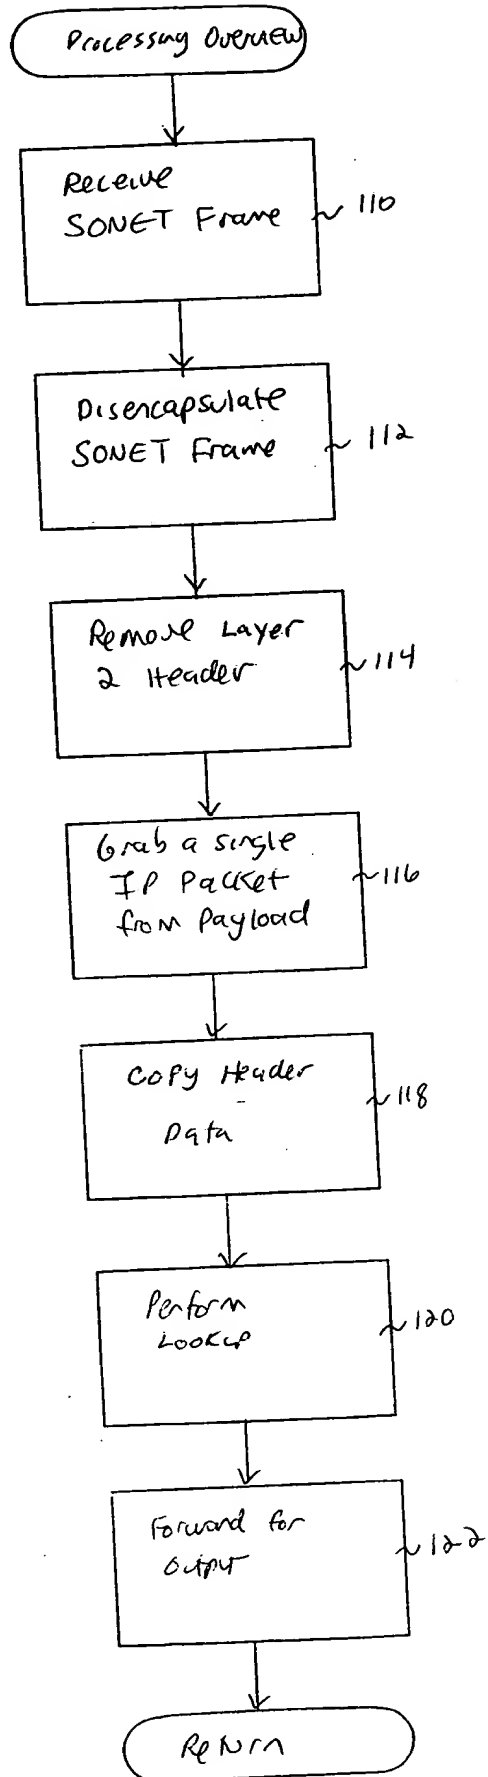 Processing Overview
Receive
SONET Frame
110
Disencapsulate
SONET Frame
112
Remove Layer
2 Header
114
Grab a single
IP Packet
from Payload
116
Copy Header
Data
118
Perform
Lookup
120
Forward for
Output
122
Return